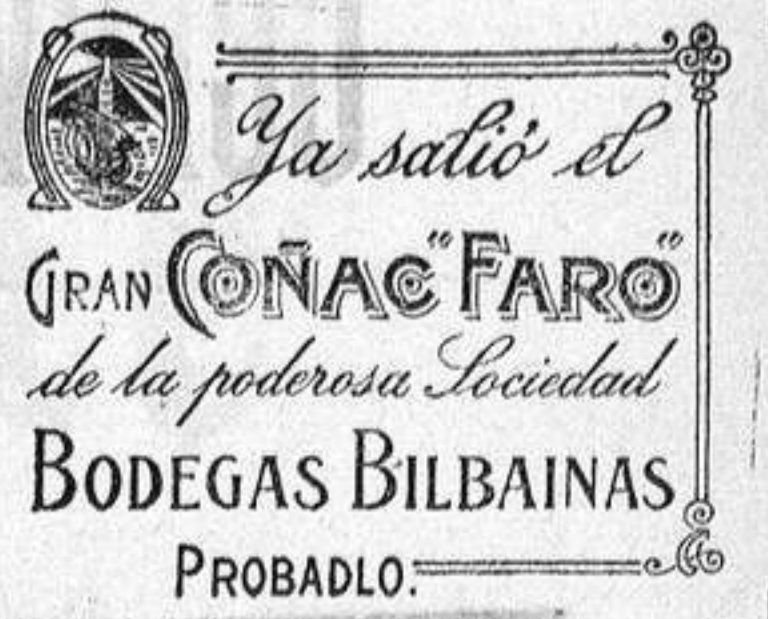 Ya salió el
GRAN COÑAC "FARO"
de la poderosa Sociedad
BODEGAS BILBAINAS
PROBADLO.